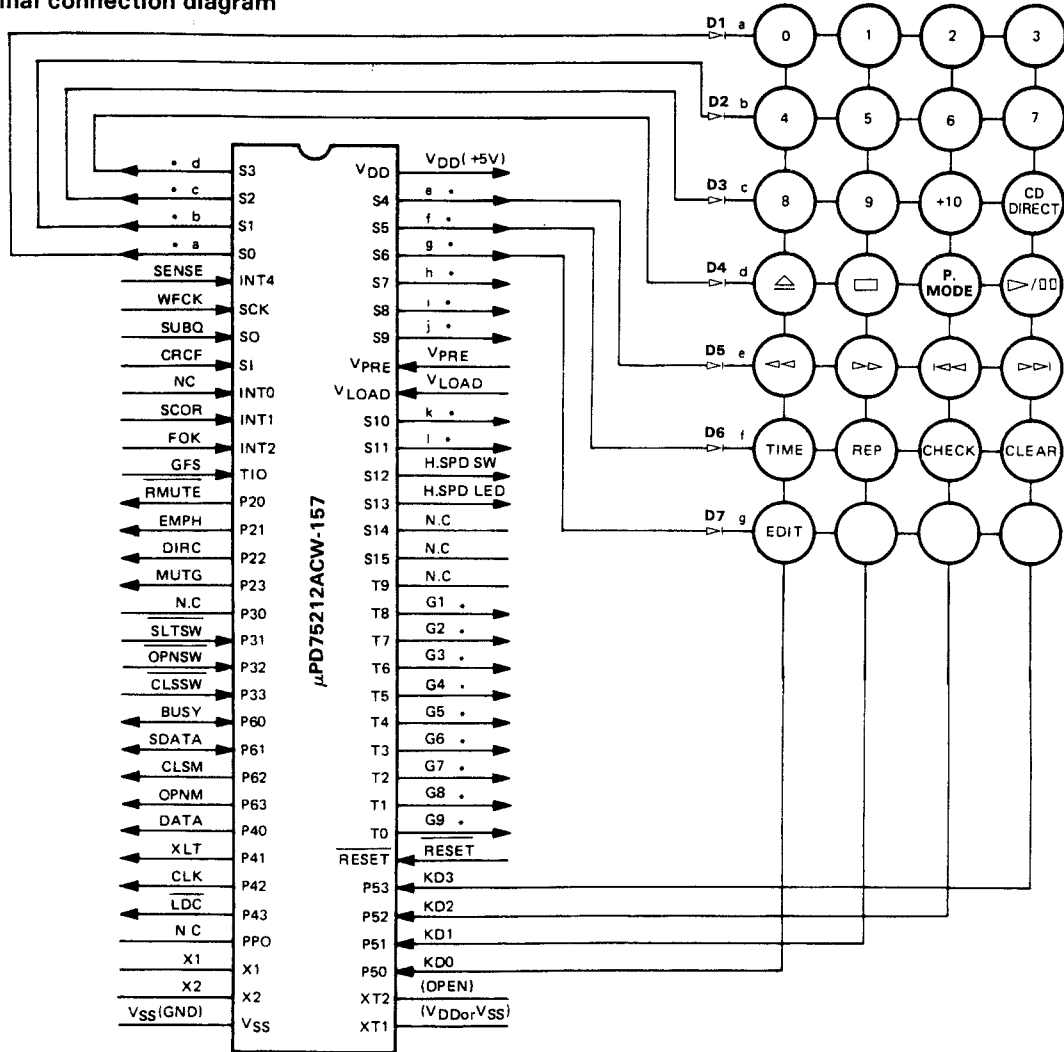 nal connection diagram
D1 a 0 1 2 3
D2 b 4 5 6 7
D3 c 8 9 +10 CD DIRECT
D4 d P. MODE
D5 e
D6 f TIME REP CHECK CLEAR
D7 g EDIT
μPD75212ACW-157
• d S3
• c S2
• b S1
• a S0
SENSE INT4
WFCK SCK
SUBQ SO
CRCF SI
NC INT0
SCOR INT1
FOK INT2
GFS TIO
RMUTE P20
EMPH P21
DIRC P22
MUTG P23
N.C P30
SLTSW P31
OPNSW P32
CLSSW P33
BUSY P60
SDATA P61
CLSM P62
OPNM P63
DATA P40
XLT P41
CLK P42
LDC P43
N C PPO
X1 X1
X2 X2
VSS(GND) VSS
VDD VDD(+5V)
S4 e •
S5 f •
S6 g •
S7 h •
S8 i •
S9 j •
VPRE VPRE
VLOAD VLOAD
S10 k •
S11 l •
S12 H.SPD SW
S13 H.SPD LED
S14 N.C
S15 N.C
T9 N.C
T8 G1 •
T7 G2 •
T6 G3 •
T5 G4 •
T4 G5 •
T3 G6 •
T2 G7 •
T1 G8 •
T0 G9 •
RESET RESET
P53 KD3
P52 KD2
P51 KD1
P50 KD0
XT2 (OPEN)
XT1 (VDDorVSS)